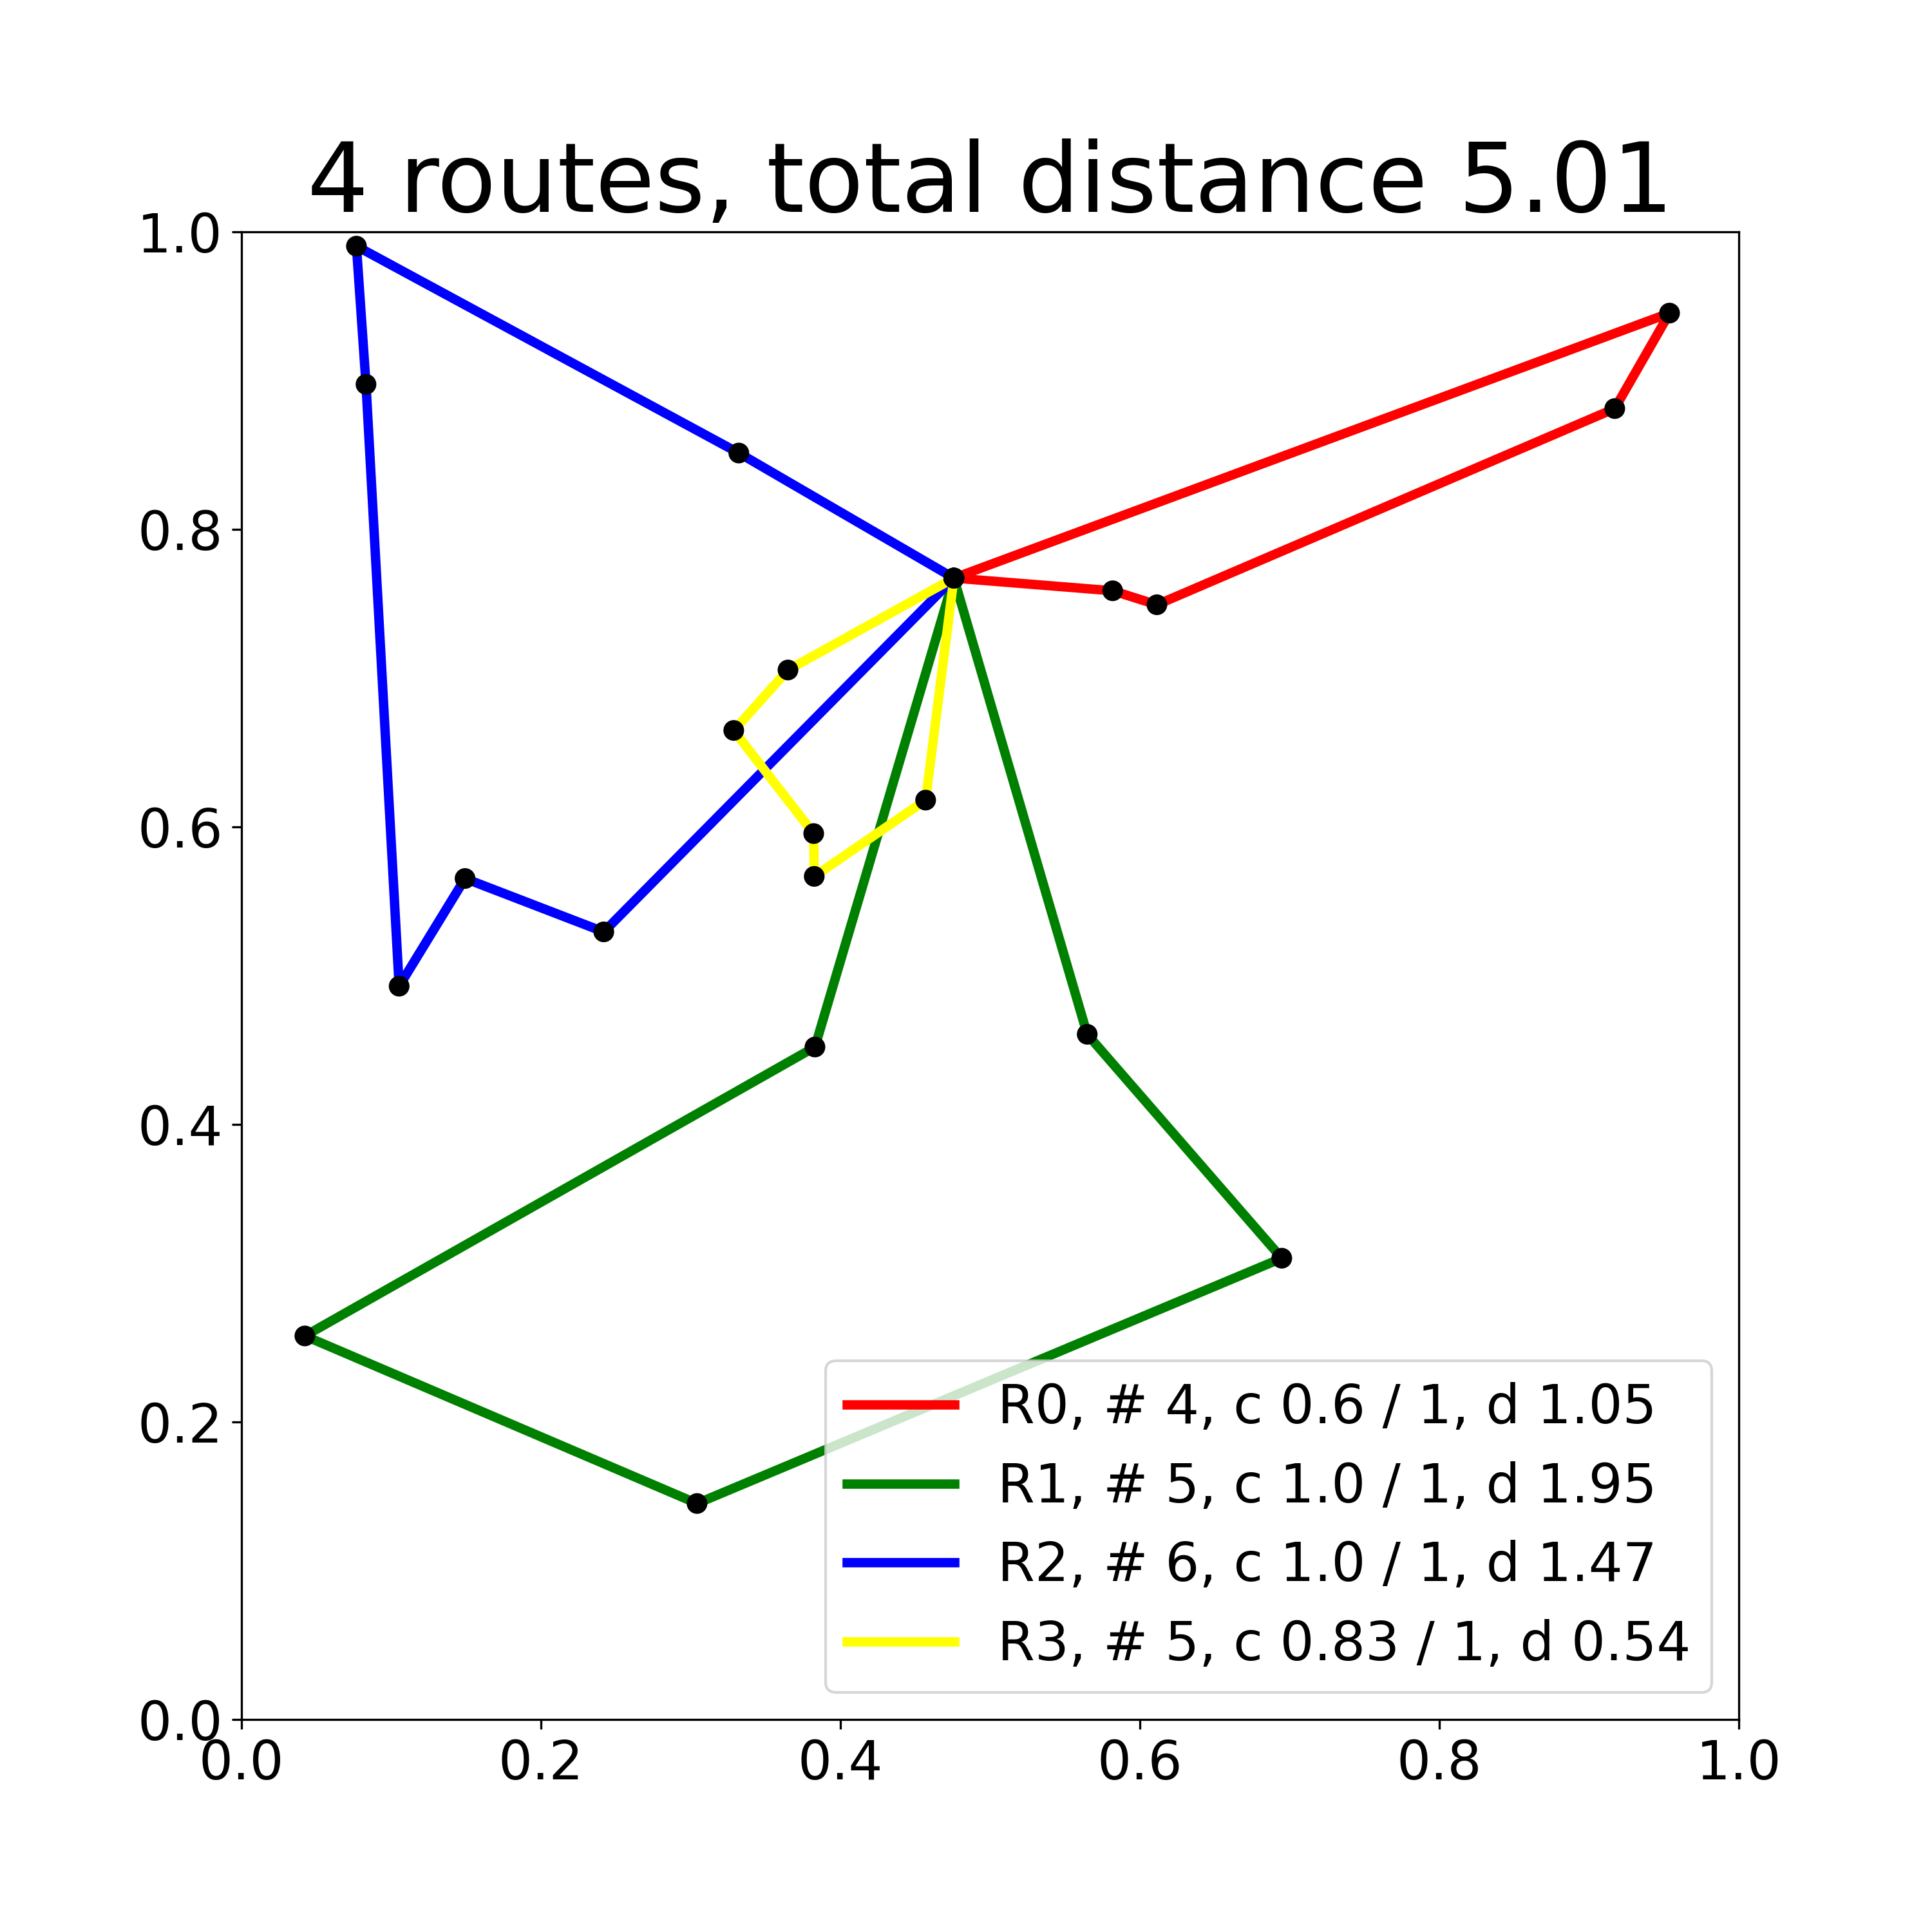 4 routes, total distance 5.01
1.0
0.8
0.6
0.4
0.2
0.0
0.0 0.2 0.4 0.6 0.8 1.0
R0, # 4, c 0.6 / 1, d 1.05
R1, # 5, c 1.0 / 1, d 1.95
R2, # 6, c 1.0 / 1, d 1.47
R3, # 5, c 0.83 / 1, d 0.54